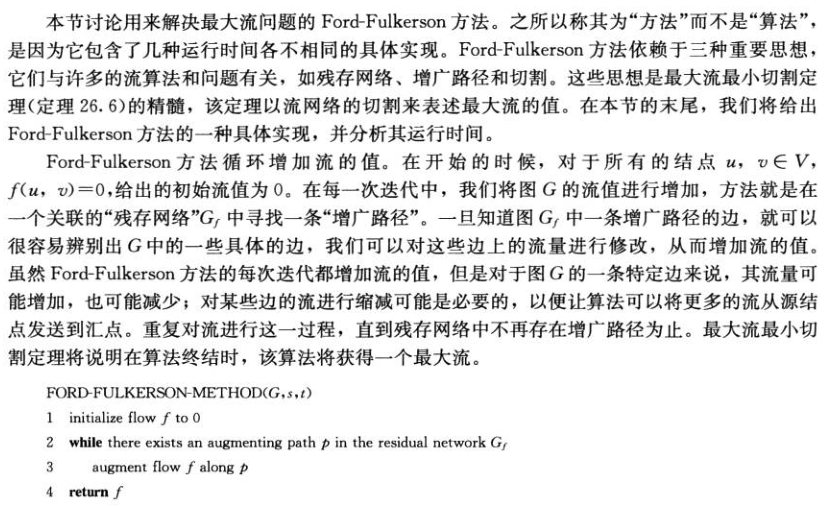 本节讨论用来解决最大流问题的 Ford-Fulkerson 方法。之所以称其为“方法”而不是“算法”，
是因为它包含了几种运行时间各不相同的具体实现。Ford-Fulkerson 方法依赖于三种重要思想，
它们与许多的流算法和问题有关，如残存网络、增广路径和切割。这些思想是最大流最小切割定
理(定理 26.6)的精髓，该定理以流网络的切割来表述最大流的值。在本节的末尾，我们将给出
Ford-Fulkerson 方法的一种具体实现，并分析其运行时间。
Ford-Fulkerson 方法循环增加流的值。在开始的时候，对于所有的结点 u，v∈V，
f(u，v)=0,给出的初始流值为 0。在每一次迭代中，我们将图 G 的流值进行增加，方法就是在
一个关联的“残存网络”Gf 中寻找一条“增广路径”。一旦知道图 Gf 中一条增广路径的边，就可以
很容易辨别出 G 中的一些具体的边，我们可以对这些边上的流量进行修改，从而增加流的值。
虽然 Ford-Fulkerson 方法的每次迭代都增加流的值，但是对于图 G 的一条特定边来说，其流量可
能增加，也可能减少；对某些边的流进行缩减可能是必要的，以便让算法可以将更多的流从源结
点发送到汇点。重复对流进行这一过程，直到残存网络中不再存在增广路径为止。最大流最小切
割定理将说明在算法终结时，该算法将获得一个最大流。
FORD-FULKERSON-METHOD(G,s,t)
1 initialize flow f to 0
2 while there exists an augmenting path p in the residual network Gf
3 augment flow f along p
4 return f